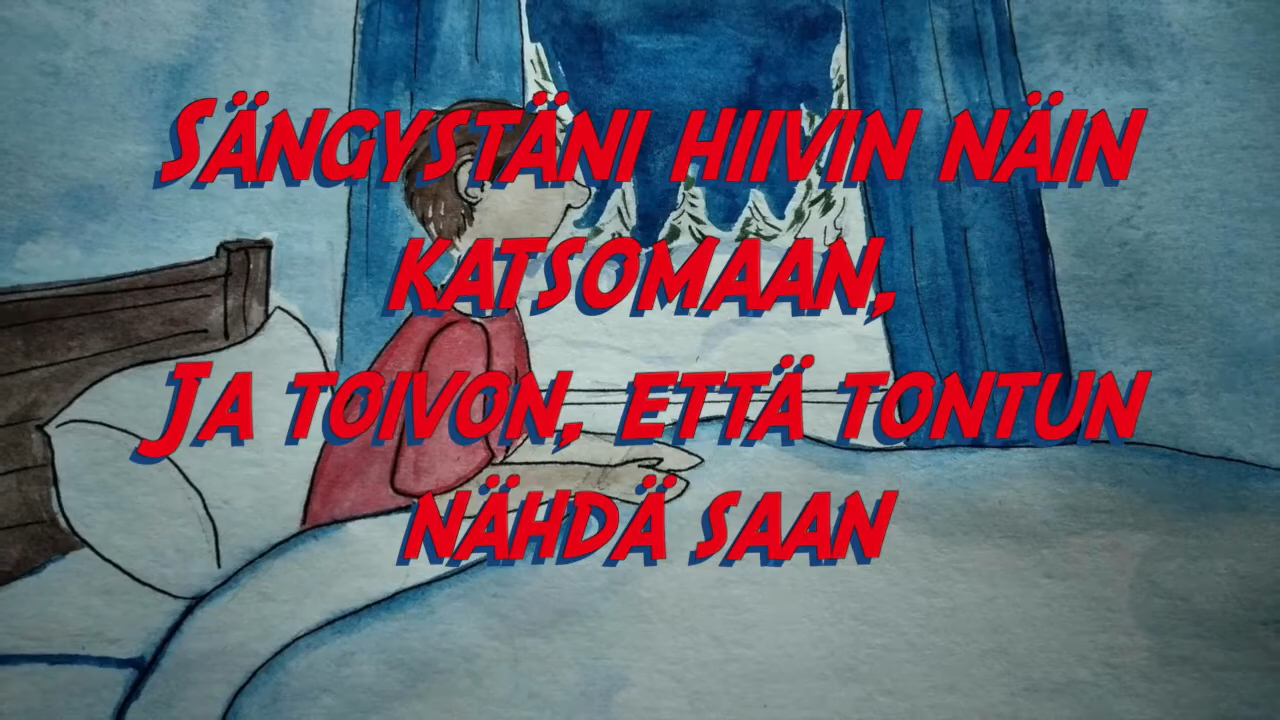 Sängystäni hiivin näin
katsomaan,
Ja toivon, että tontun
nähdä saan